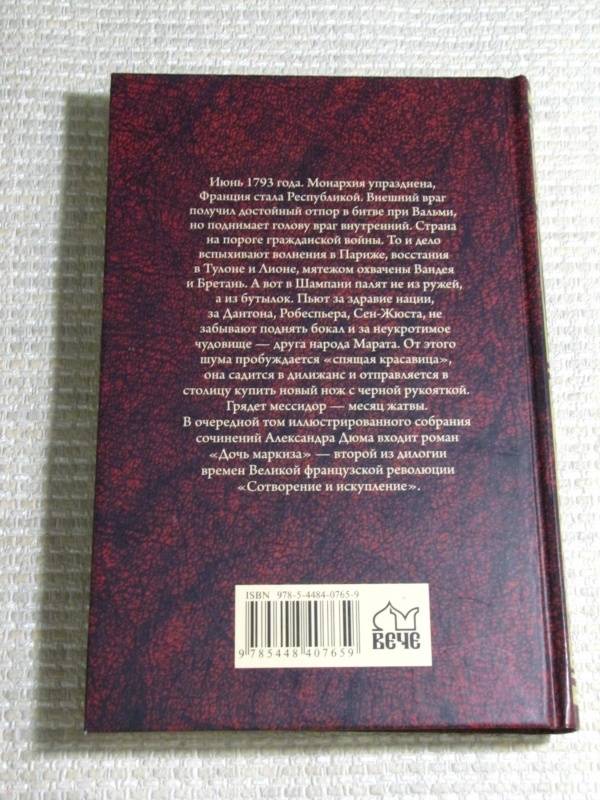 Июнь 1793 года. Монархия упразднена,
Франция стала Республикой. Внешний враг
получил достойный отпор в битве при Вальми,
но поднимает голову враг внутренний. Страна
на пороге гражданской войны. То и дело
вспыхивают волнения в Париже, восстания
в Тулоне и Лионе, мятежом охвачены Вандея
и Бретань. А вот в Шампани палят не из ружей,
а из бутылок. Пьют за здравие нации,
за Дантона, Робеспьера, Сен-Жюста, не
забывают поднять бокал и за неукротимое
чудовище — друга народа Марата. От этого
шума пробуждается «спящая красавица»,
она садится в дилижанс и отправляется в
столицу купить новый нож с черной рукояткой.
Грядет мессидор — месяц жатвы.
В очередной том иллюстрированного собрания
сочинений Александра Дюма входит роман
«Дочь маркиза» — второй из дилогии
времен Великой французской революции
«Сотворение и искупление».
ISBN 978-5-4484-0765-9
9 785448 407659
ВЕЧЕ